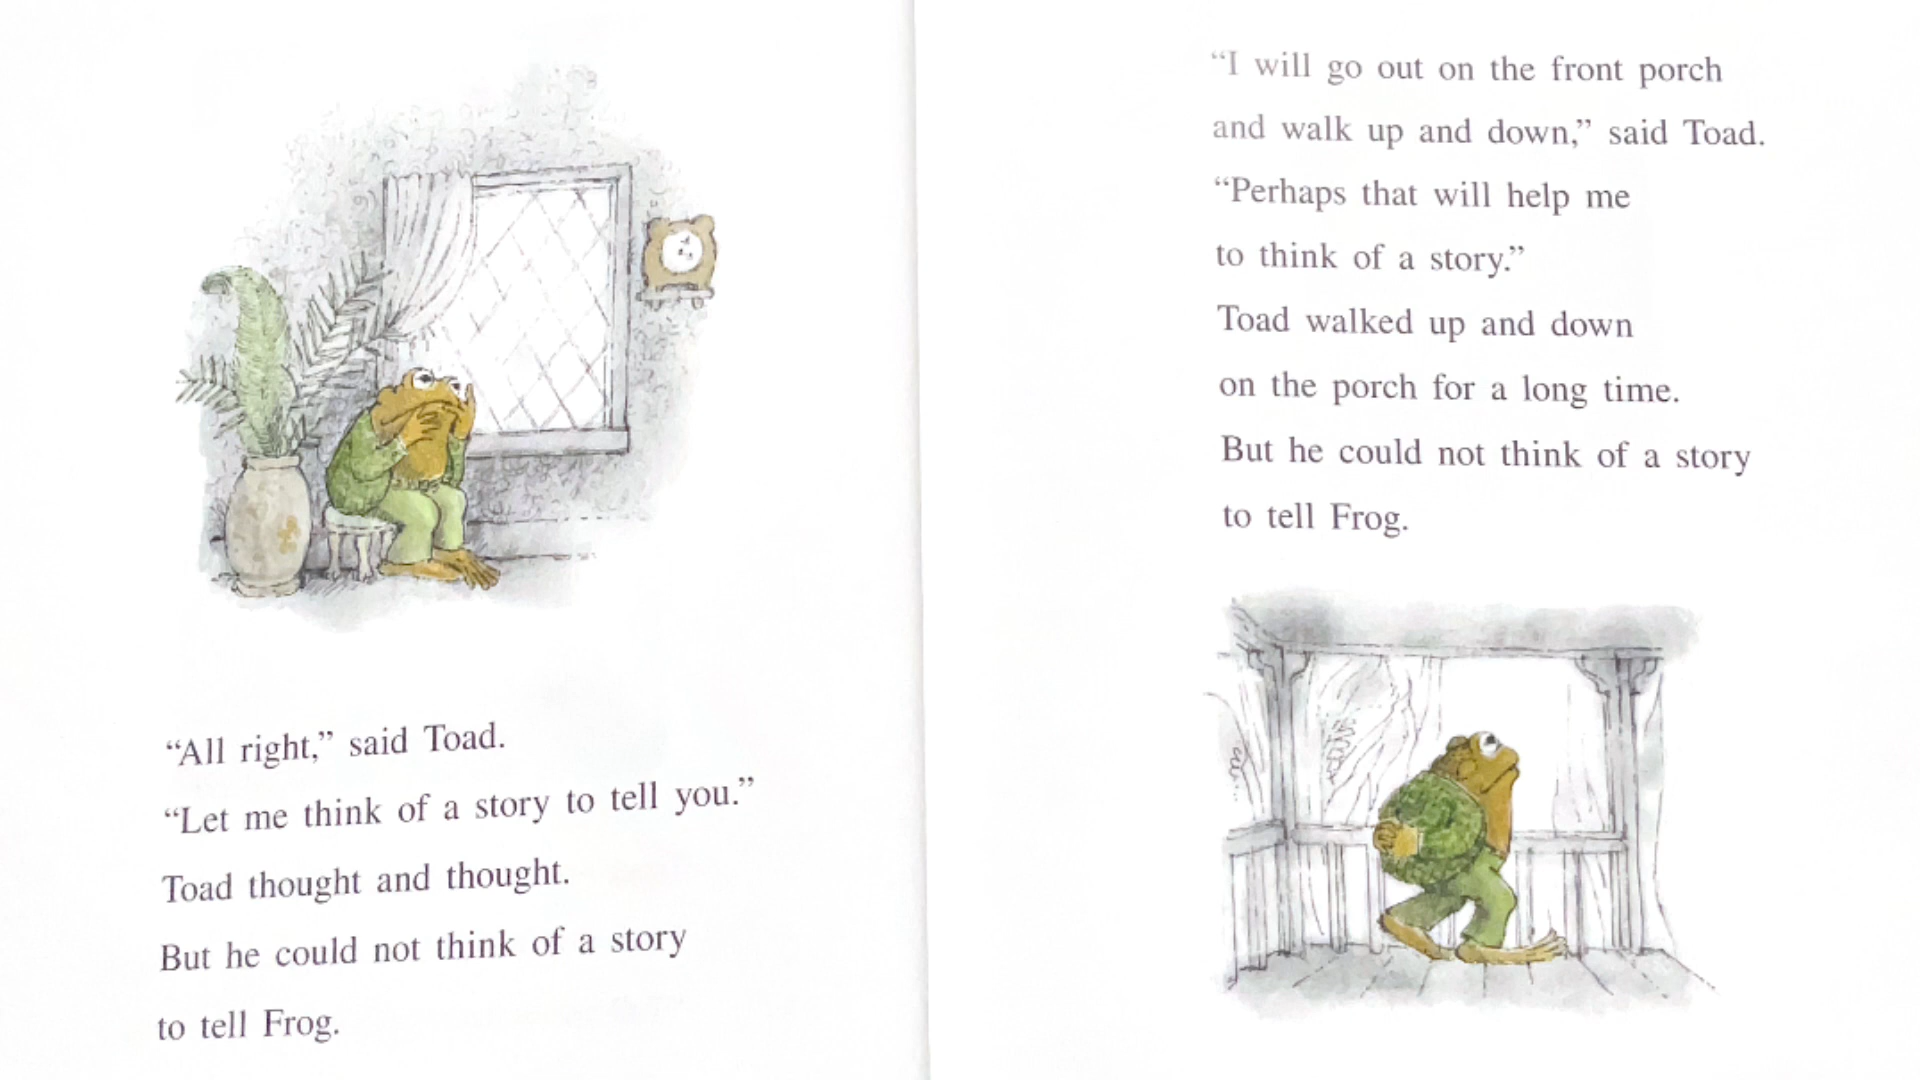 “All right,” said Toad.
“Let me think of a story to tell you.”
Toad thought and thought.
But he could not think of a story
to tell Frog.
“I will go out on the front porch
and walk up and down,” said Toad.
“Perhaps that will help me
to think of a story.”
Toad walked up and down
on the porch for a long time.
But he could not think of a story
to tell Frog.